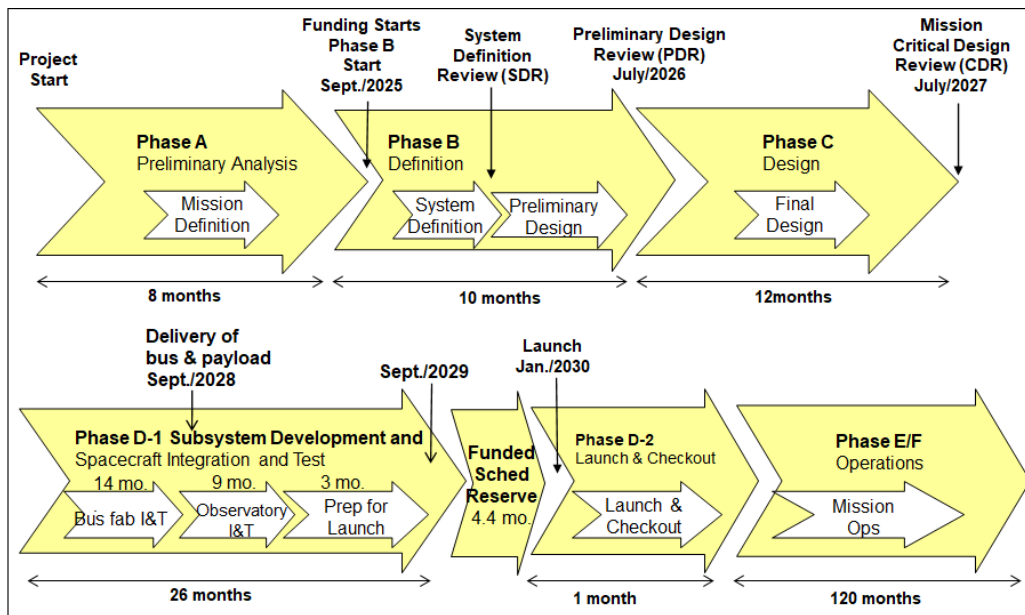 Project
Start
Funding Starts
Phase B
Start
Sept./2025
System
Definition
Review (SDR)
Preliminary Design
Review (PDR)
July/2026
Mission
Critical Design
Review (CDR)
July/2027
Phase A
Preliminary Analysis
Mission
Definition
Phase B
Definition
System
Definition
Preliminary
Design
Phase C
Design
Final
Design
8 months
10 months
12months
Delivery of
bus & payload
Sept./2028
Sept./2029
Launch
Jan./2030
Phase D-1 Subsystem Development and
Spacecraft Integration and Test
14 mo.
9 mo.
3 mo.
Bus fab I&T
Observatory
I&T
Prep for
Launch
Funded
Sched
Reserve
4.4 mo.
Phase D-2
Launch & Checkout
Launch &
Checkout
Phase E/F
Operations
Mission
Ops
26 months
1 month
120 months